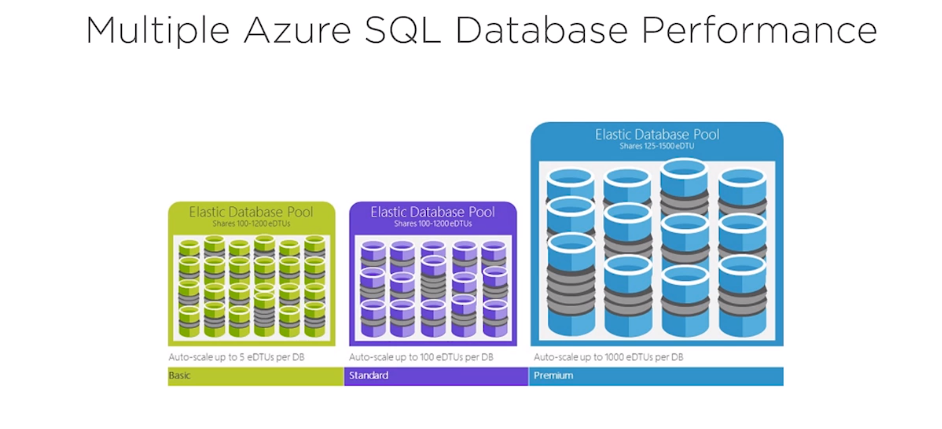 Multiple Azure SQL Database Performance
Elastic Database Pool
Shares 100-1200 eDTUs
Elastic Database Pool
Shares 100-1200 eDTUs
Elastic Database Pool
Shares 125-1500 eDTU
Auto-scale up to 5 eDTUs per DB
Auto-scale up to 100 eDTUs per DB
Auto-scale up to 1000 eDTUs per DB
Basic
Standard
Premium